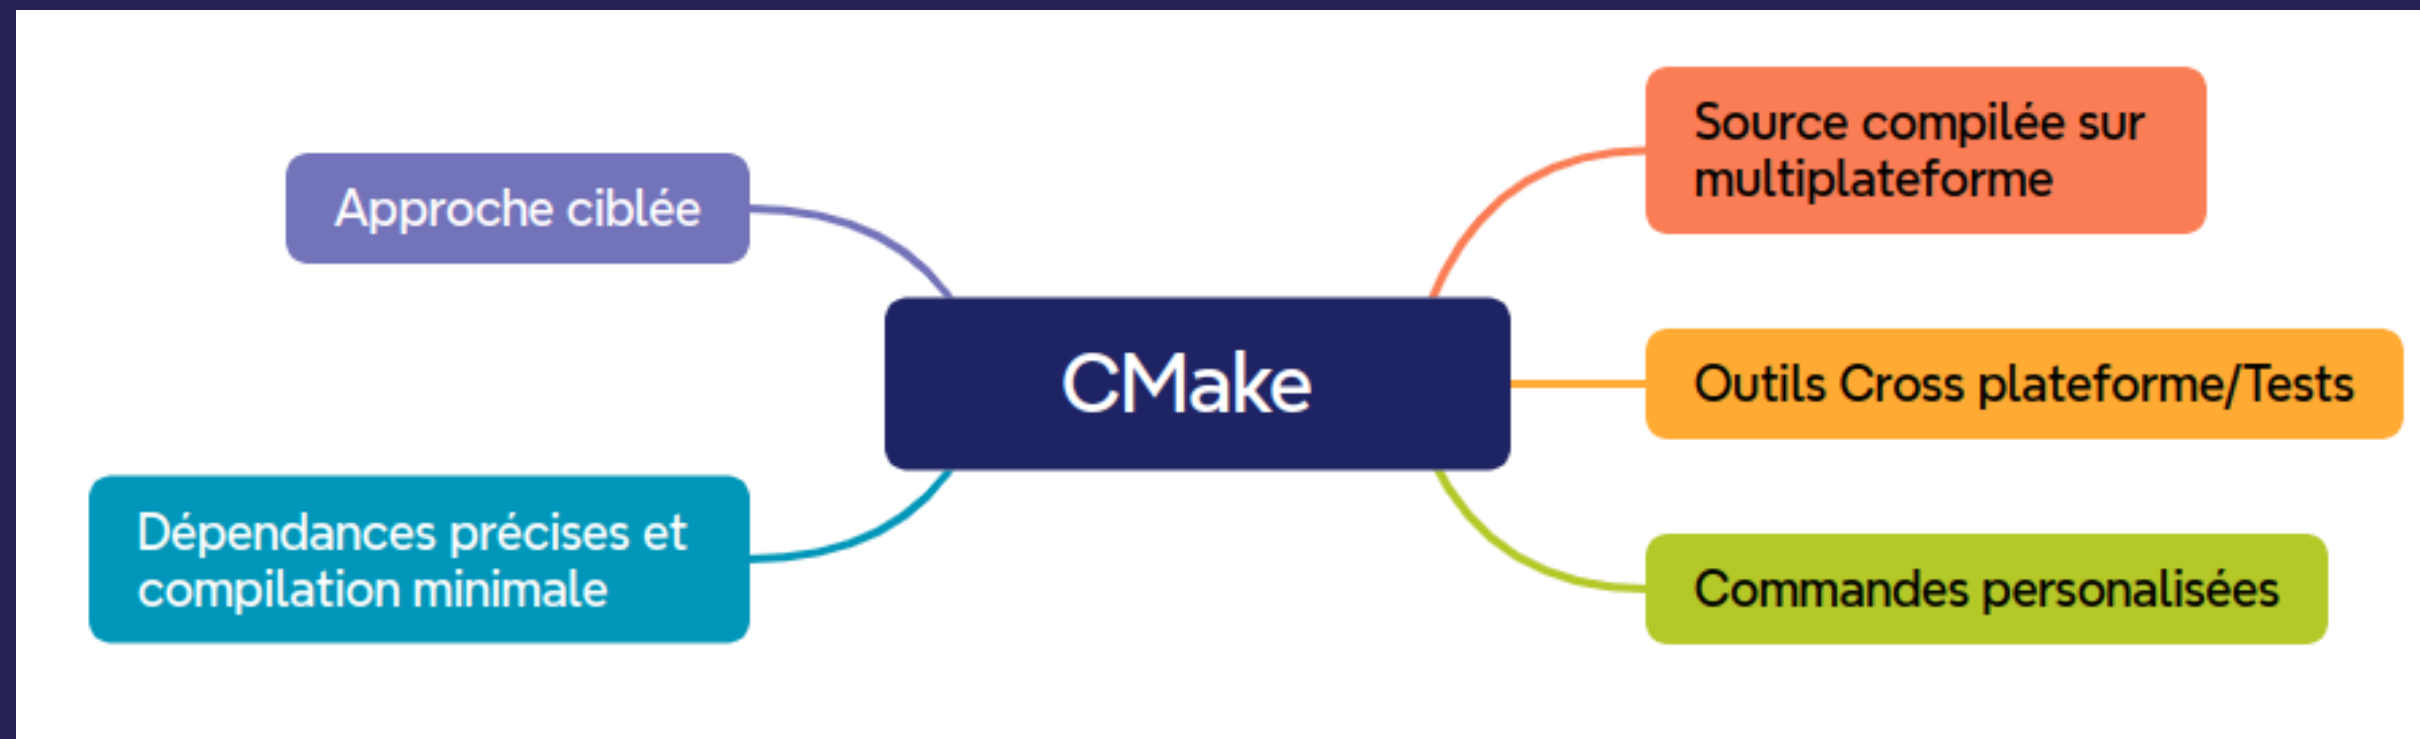 Approche ciblée
Dépendances précises et
compilation minimale
CMake
Source compilée sur
multiplateforme
Outils Cross plateforme/Tests
Commandes personalisées